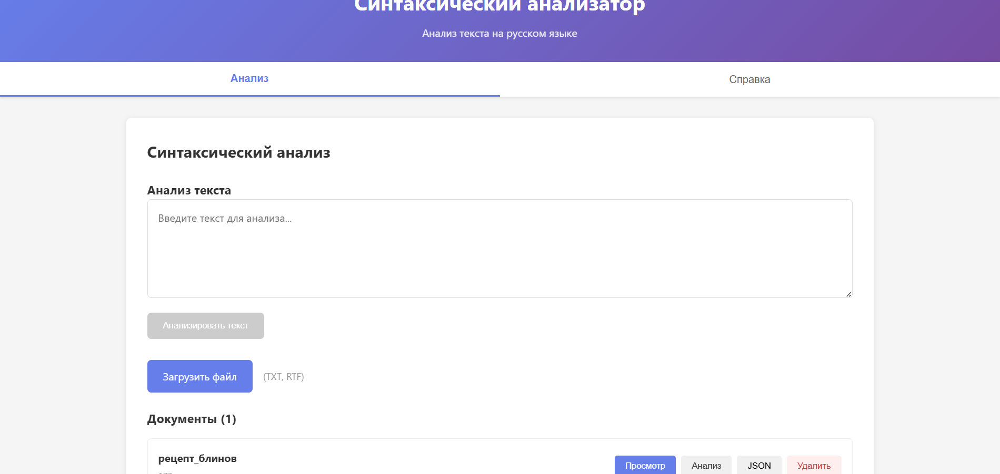 Синтаксический анализатор
Анализ текста на русском языке
Анализ
Справка
Синтаксический анализ
Анализ текста
Введите текст для анализа...
Анализировать текст
Загрузить файл (TXT, RTF)
Документы (1)
рецепт_блинов
Просмотр Анализ JSON Удалить